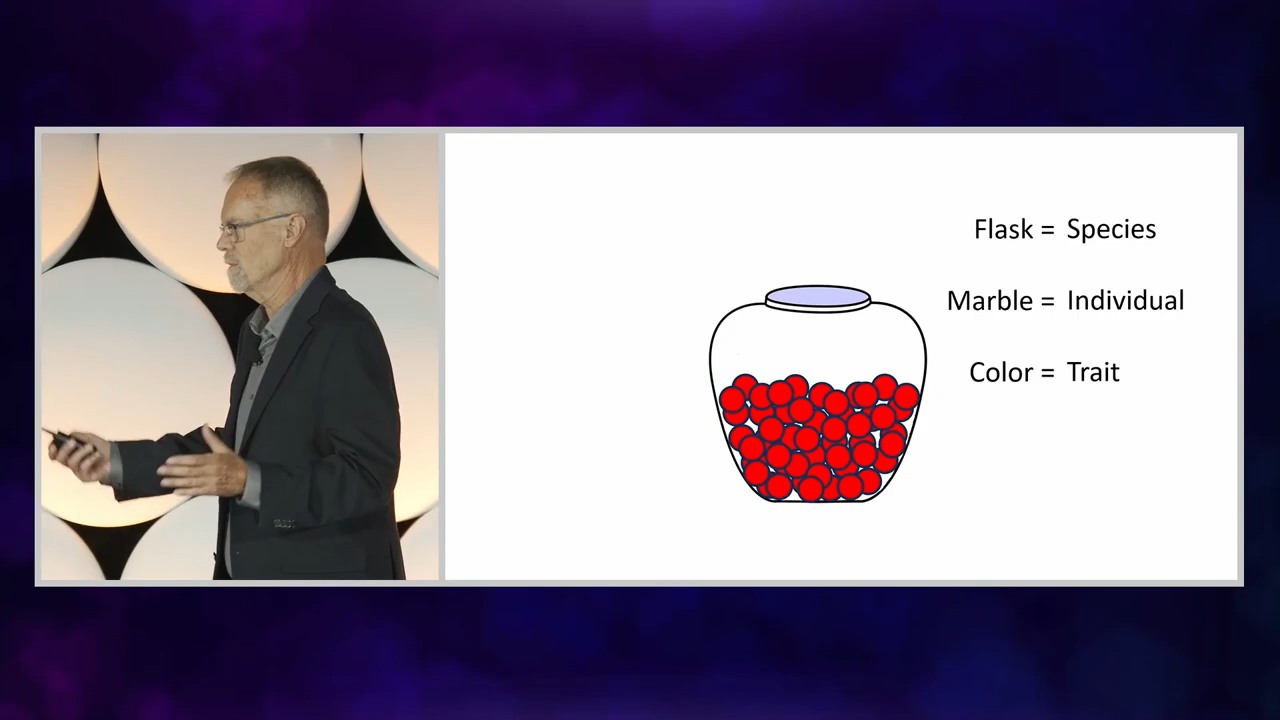 Flask = Species
Marble = Individual
Color = Trait